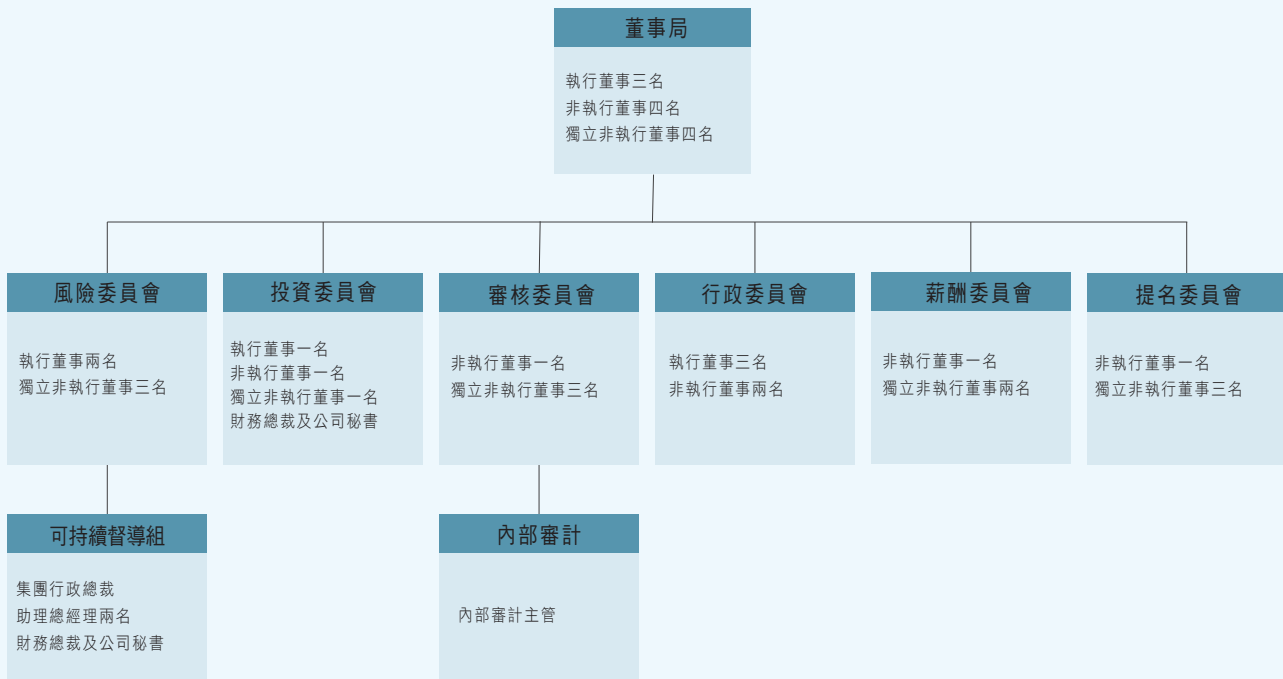 董事局
執行董事三名
非執行董事四名
獨立非執行董事四名
風險委員會
執行董事兩名
獨立非執行董事三名
投資委員會
執行董事一名
非執行董事一名
獨立非執行董事一名
財務總裁及公司秘書
審核委員會
非執行董事一名
獨立非執行董事三名
行政委員會
執行董事三名
非執行董事兩名
薪酬委員會
非執行董事一名
獨立非執行董事兩名
提名委員會
非執行董事一名
獨立非執行董事三名
可持續督導組
集團行政總裁
助理總經理兩名
財務總裁及公司秘書
內部審計
內部審計主管